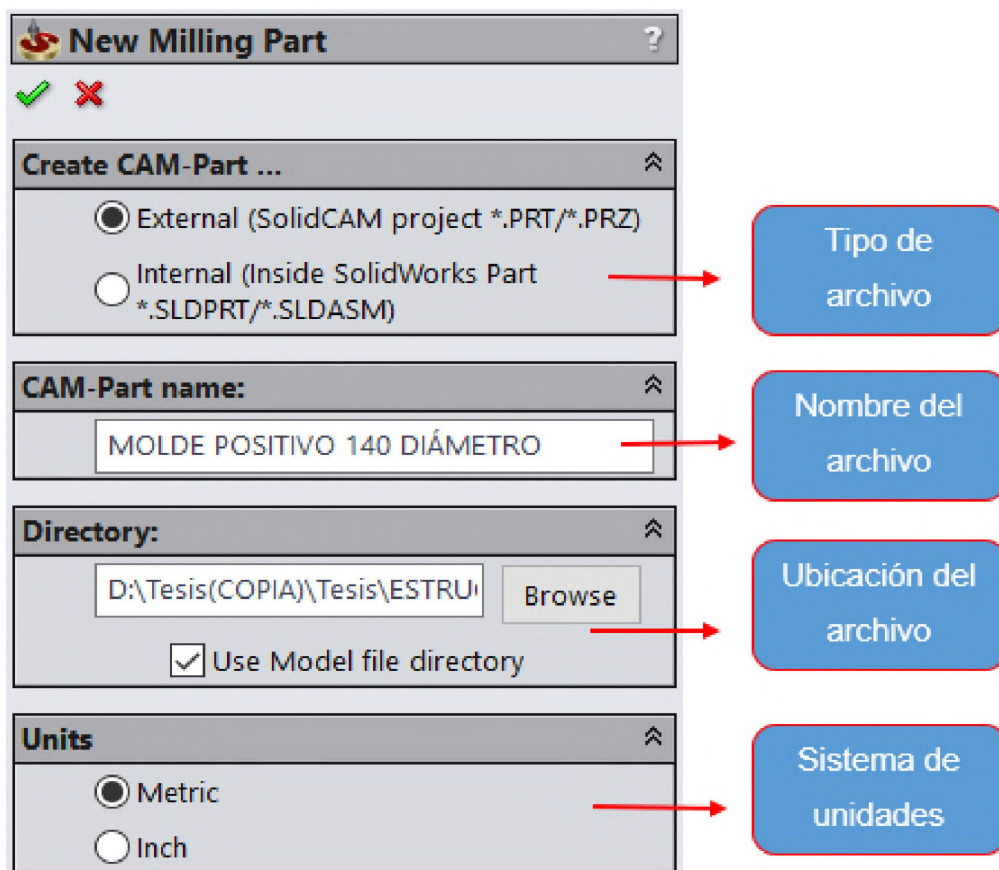 New Milling Part ?
Create CAM-Part ...
External (SolidCAM project *.PRT/*.PRZ)
Internal (Inside SolidWorks Part
*.SLDPRT/*.SLDASM)
Tipo de
archivo
CAM-Part name:
MOLDE POSITIVO 140 DIÁMETRO
Nombre del
archivo
Directory:
D:\Tesis(COPIA)\Tesis\ESTRU
Browse
Use Model file directory
Ubicación del
archivo
Units
Metric
Inch
Sistema de
unidades